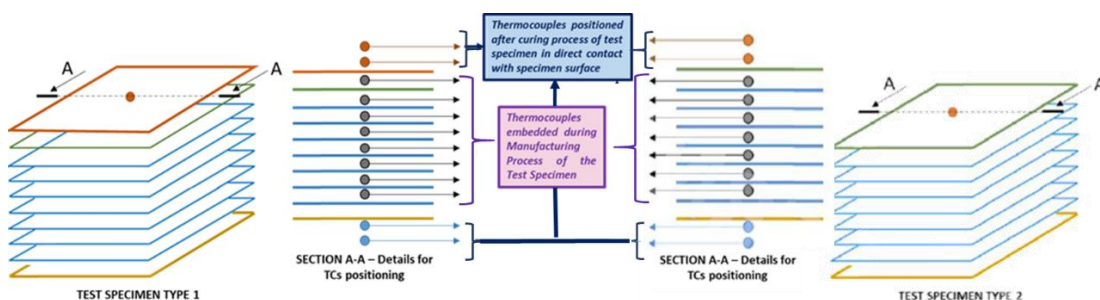 A
A
Thermocouples positioned
after curing process of test
specimen in direct contact
with specimen surface
Thermocouples
embedded during
Manufacturing
Process of the
Test Specimen
A
A
SECTION A-A – Details for
TCs positioning
SECTION A-A – Details for
TCs positioning
TEST SPECIMEN TYPE 1
TEST SPECIMEN TYPE 2